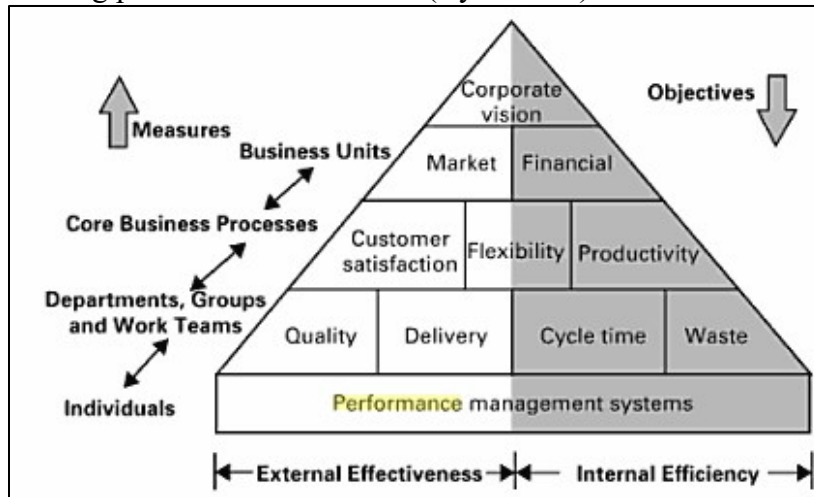 Corporate
vision
Objectives
Measures
Business Units
Market
Financial
Core Business Processes
Customer
satisfaction
Flexibility
Productivity
Departments, Groups
and Work Teams
Quality
Delivery
Cycle time
Waste
Individuals
Performance management systems
External Effectiveness
Internal Efficiency